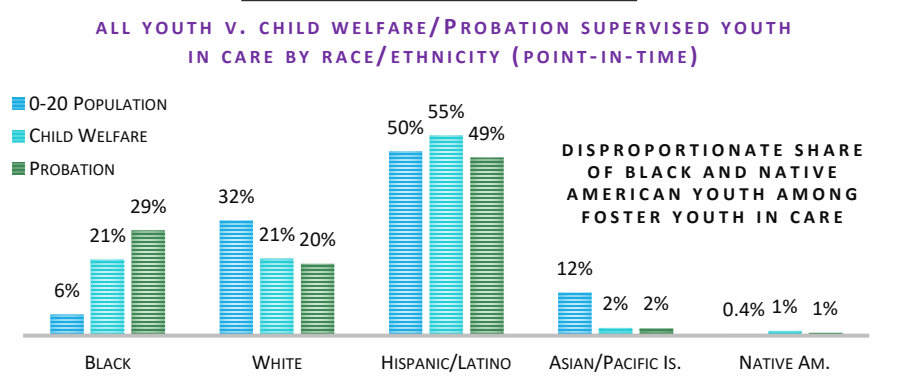 ALL YOUTH V. CHILD WELFARE/PROBATION SUPERVISED YOUTH
IN CARE BY RACE/ETHNICITY (POINT-IN-TIME)
0-20 POPULATION
CHILD WELFARE
PROBATION
DISPROPORTIONATE SHARE
OF BLACK AND NATIVE
AMERICAN YOUTH AMONG
FOSTER YOUTH IN CARE
6% 21% 29%
32% 21% 20%
50% 55% 49%
12% 2% 2%
0.4% 1% 1%
BLACK
WHITE
HISPANIC/LATINO
ASIAN/PACIFIC IS.
NATIVE AM.